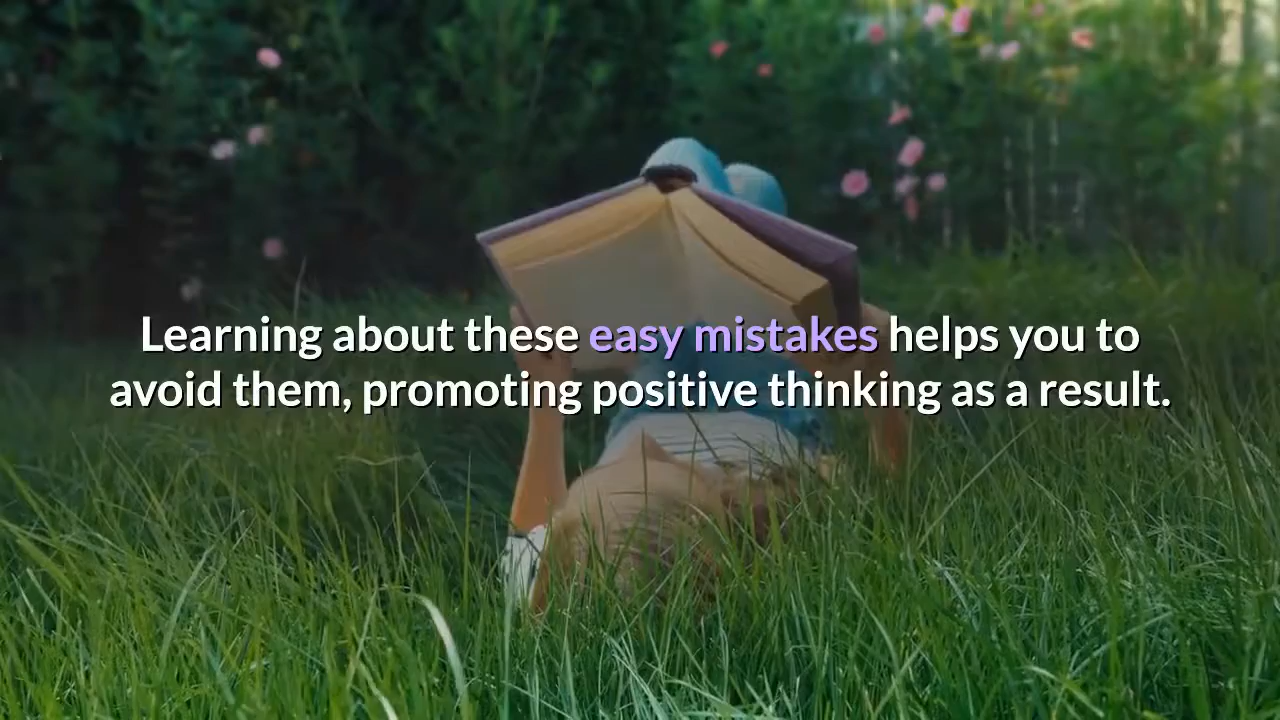 Learning about these easy mistakes helps you to
avoid them, promoting positive thinking as a result.